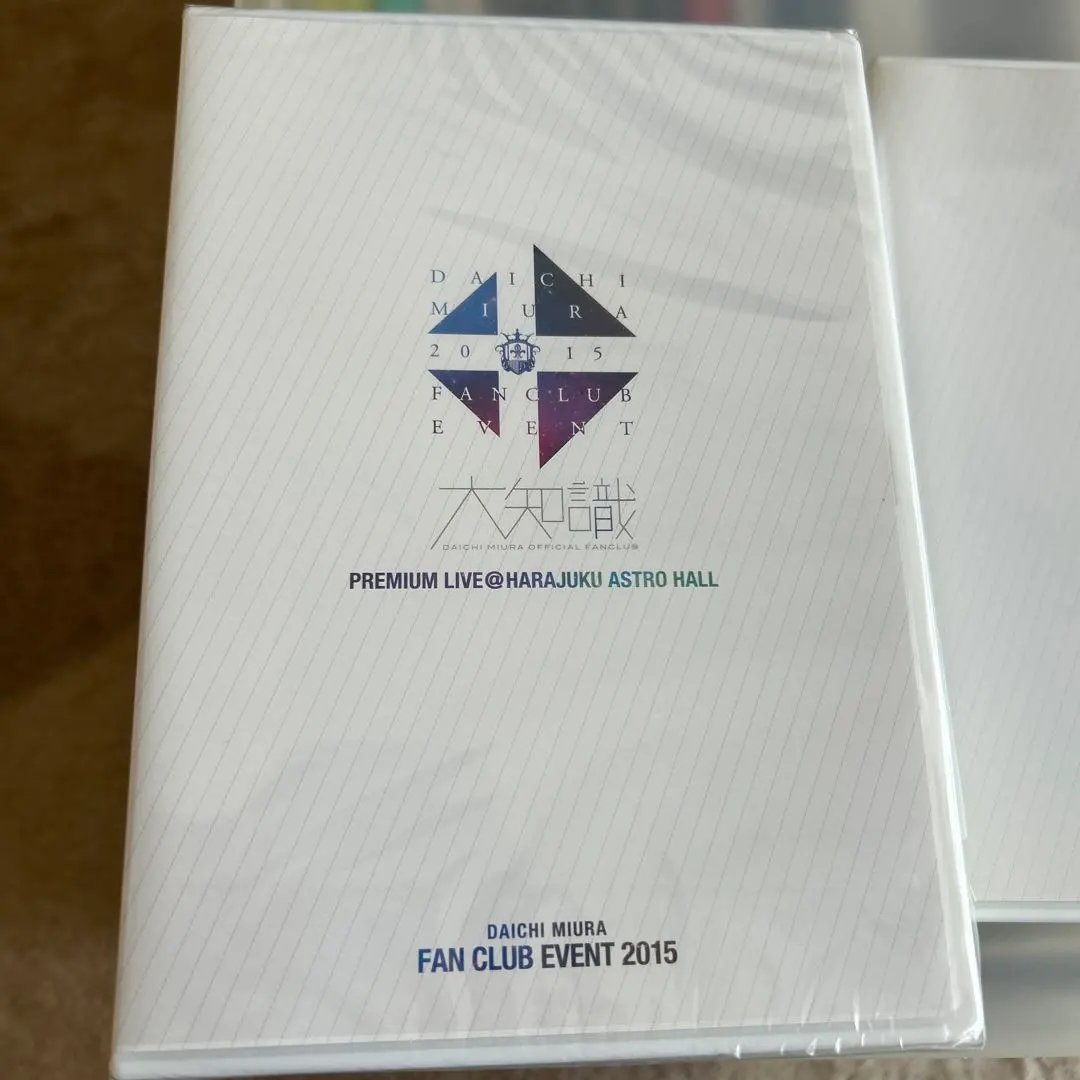 DAICHI
MIURA
2015
FANCLUB
EVENT
大知識
DAICHI MIURA OFFICIAL FANCLUB
PREMIUM LIVE@HARAJUKU ASTRO HALL
DAICHI MIURA
FAN CLUB EVENT 2015